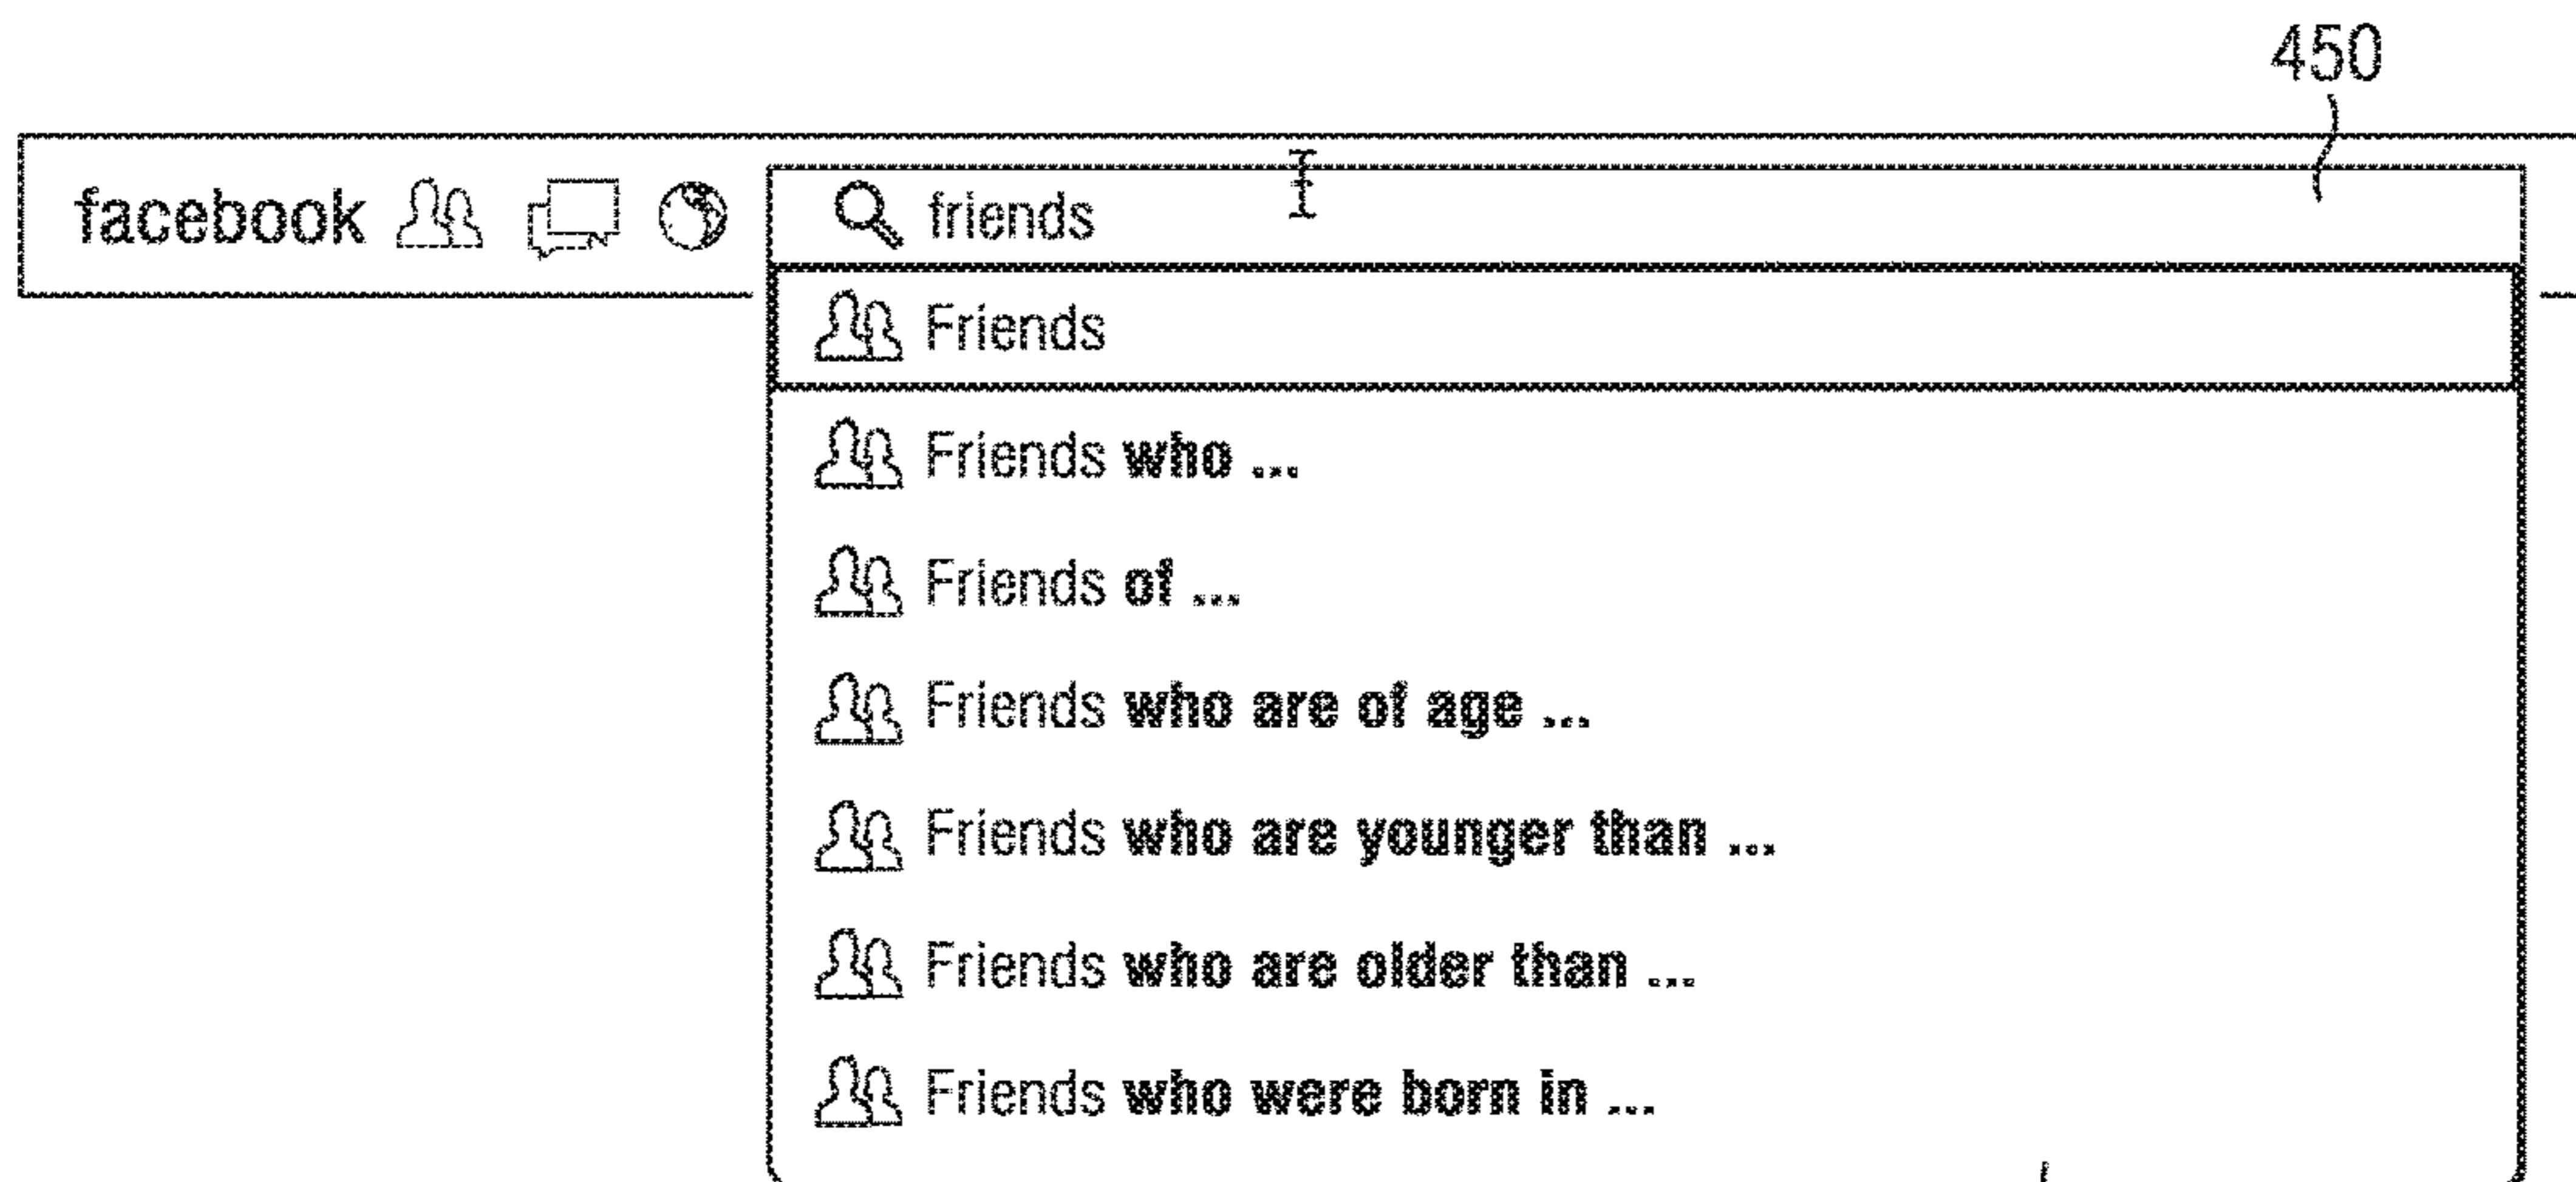 450
facebook friends
Friends
Friends who ...
Friends of ...
Friends who are of age ...
Friends who are younger than ...
Friends who are older than ...
Friends who were born in ...